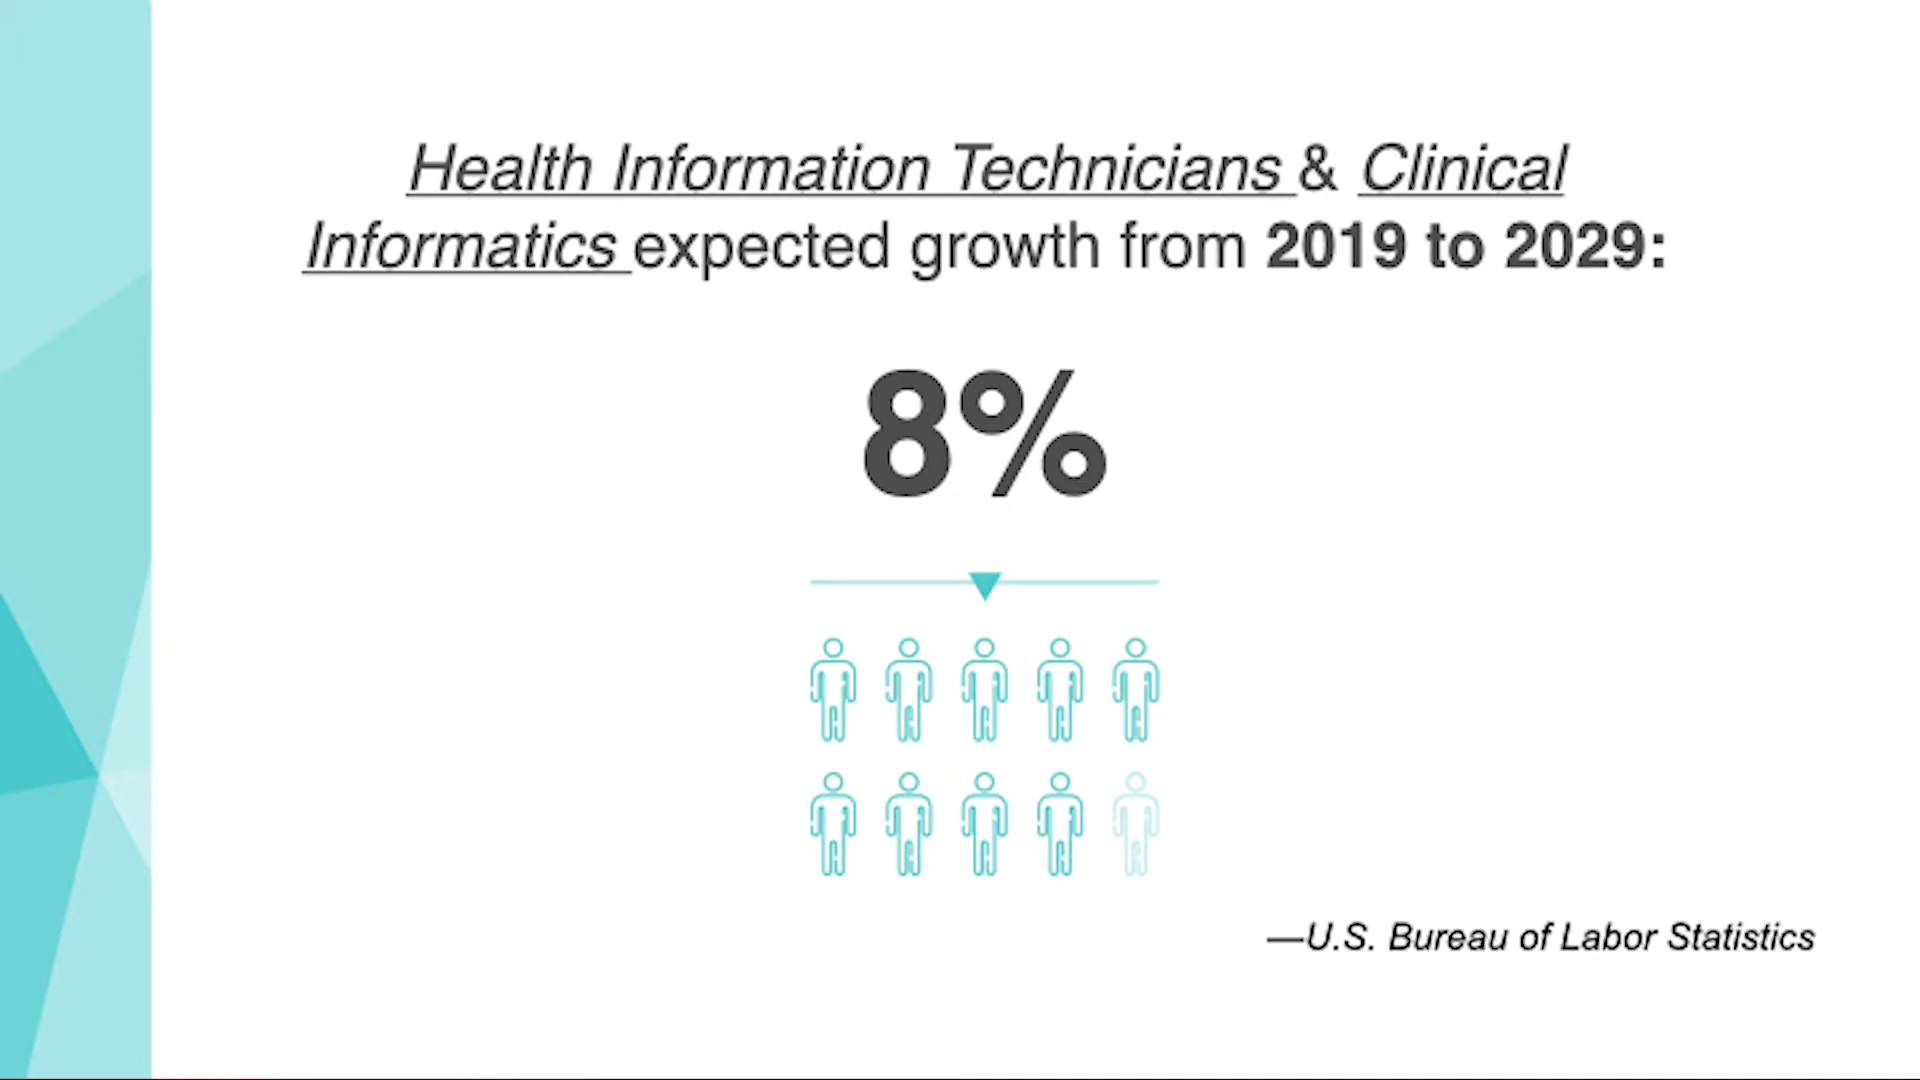 Health Information Technicians & Clinical
Informatics expected growth from 2019 to 2029:
8%
—U.S. Bureau of Labor Statistics